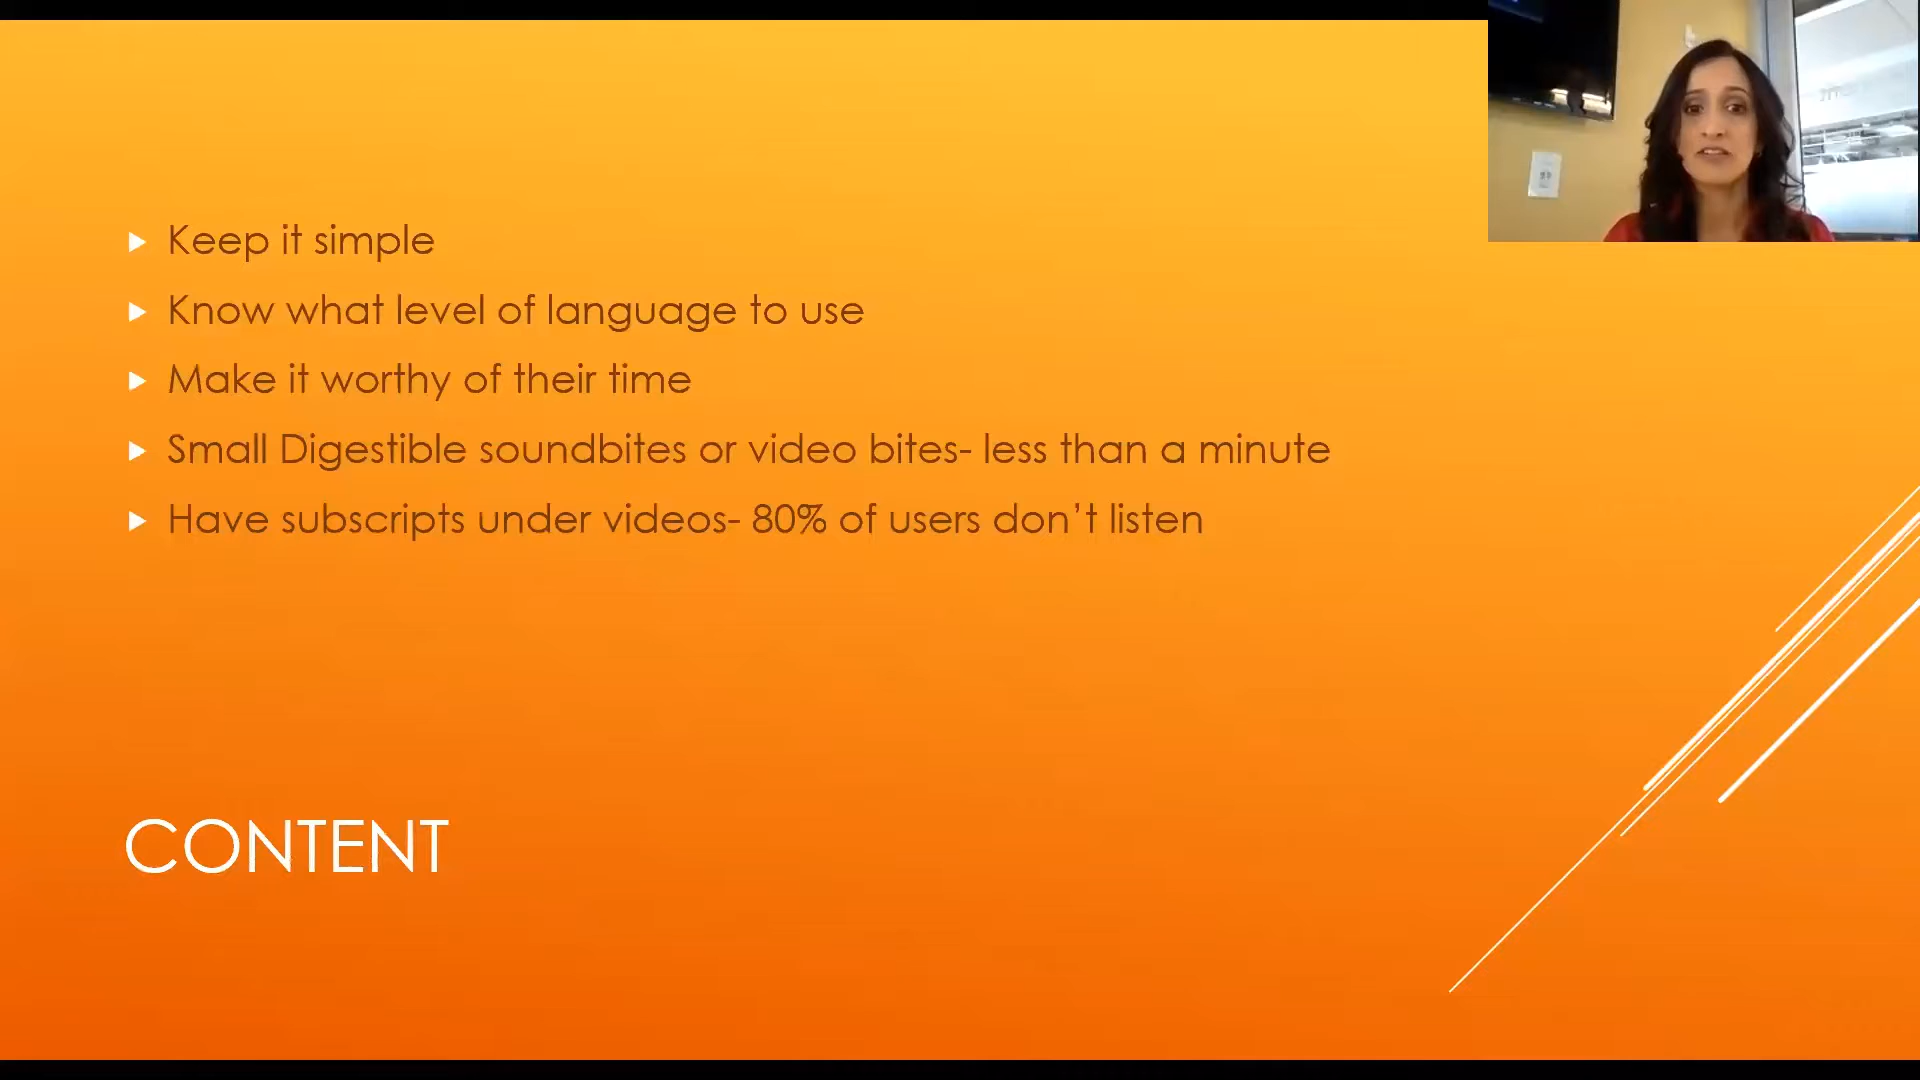 Keep it simple
Know what level of language to use
Make it worthy of their time
Small Digestible soundbites or video bites- less than a minute
Have subscripts under videos- 80% of users don’t listen
CONTENT